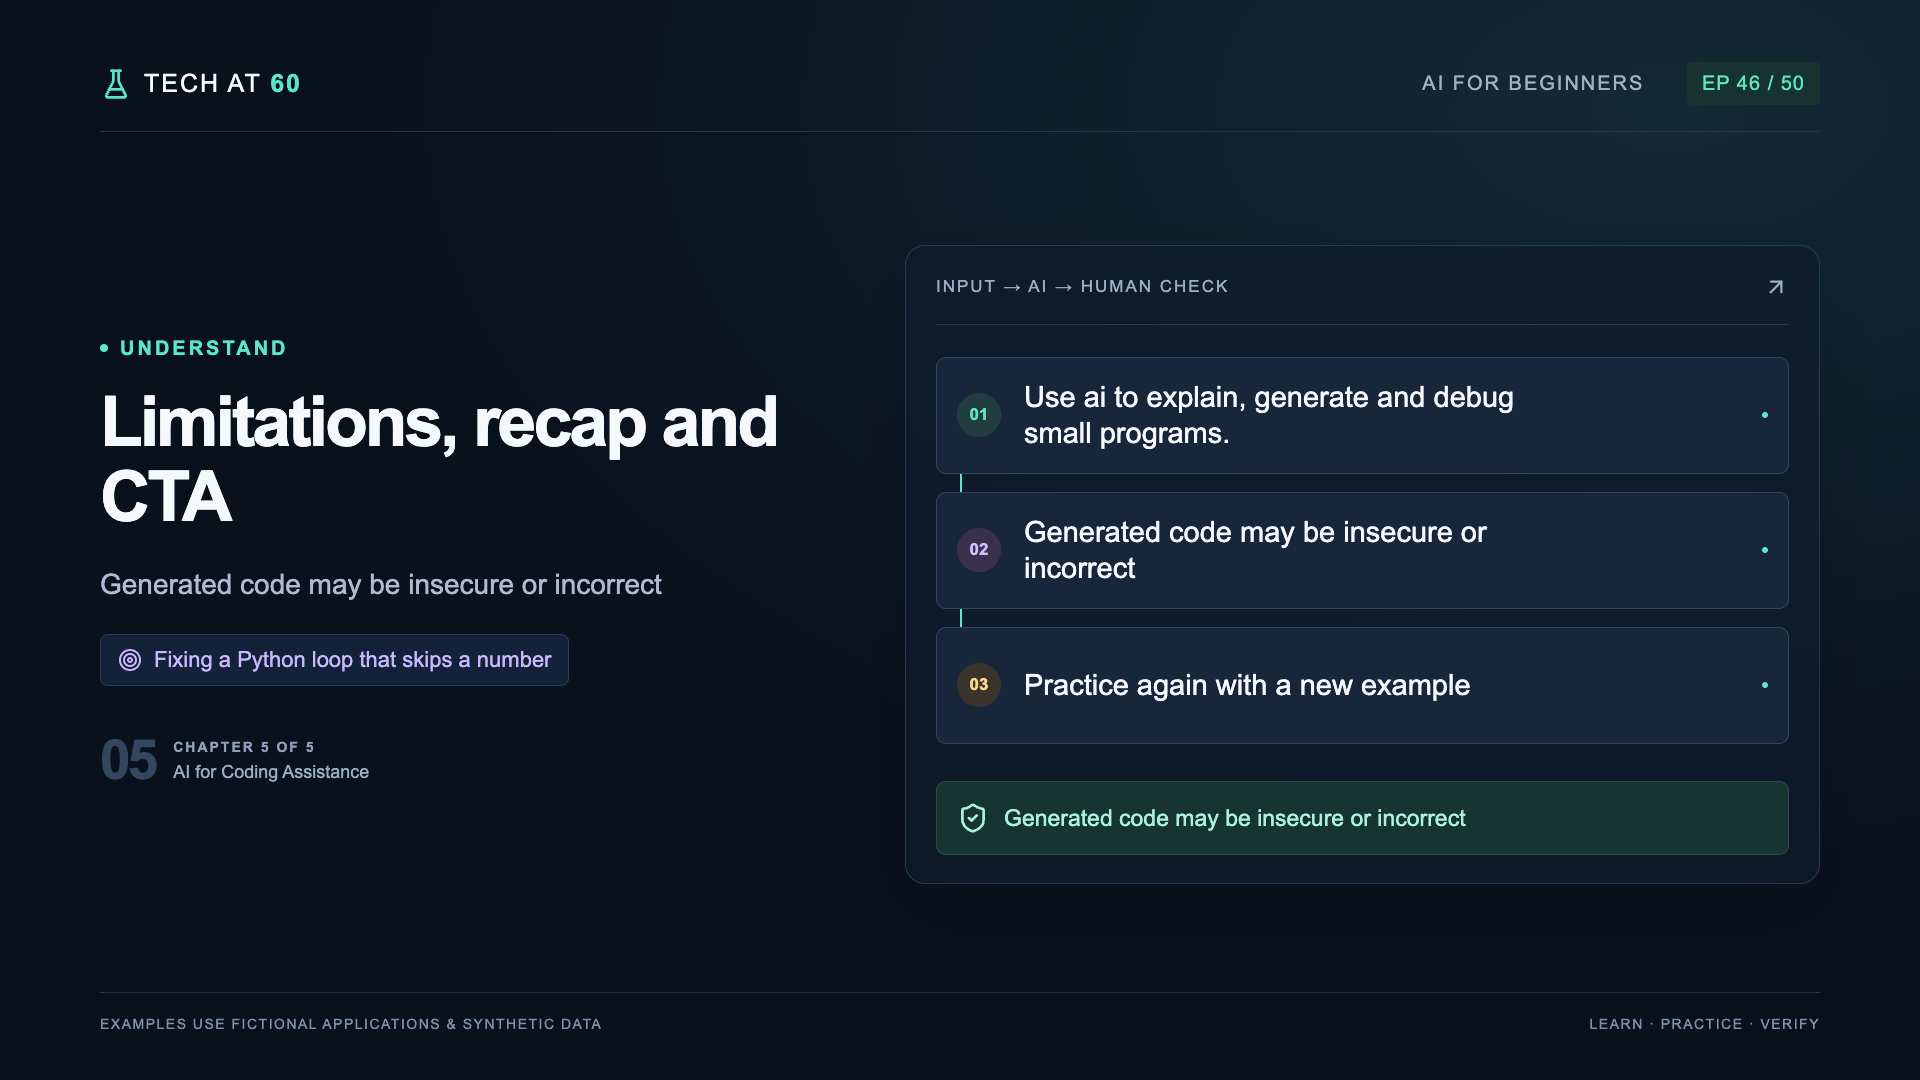 TECH AT 60
AI FOR BEGINNERS
EP 46 / 50
• UNDERSTAND
Limitations, recap and
CTA
Generated code may be insecure or incorrect
Fixing a Python loop that skips a number
05
CHAPTER 5 OF 5
AI for Coding Assistance
INPUT → AI → HUMAN CHECK
01
Use ai to explain, generate and debug
small programs.
02
Generated code may be insecure or
incorrect
03
Practice again with a new example
Generated code may be insecure or incorrect
EXAMPLES USE FICTIONAL APPLICATIONS & SYNTHETIC DATA
LEARN · PRACTICE · VERIFY